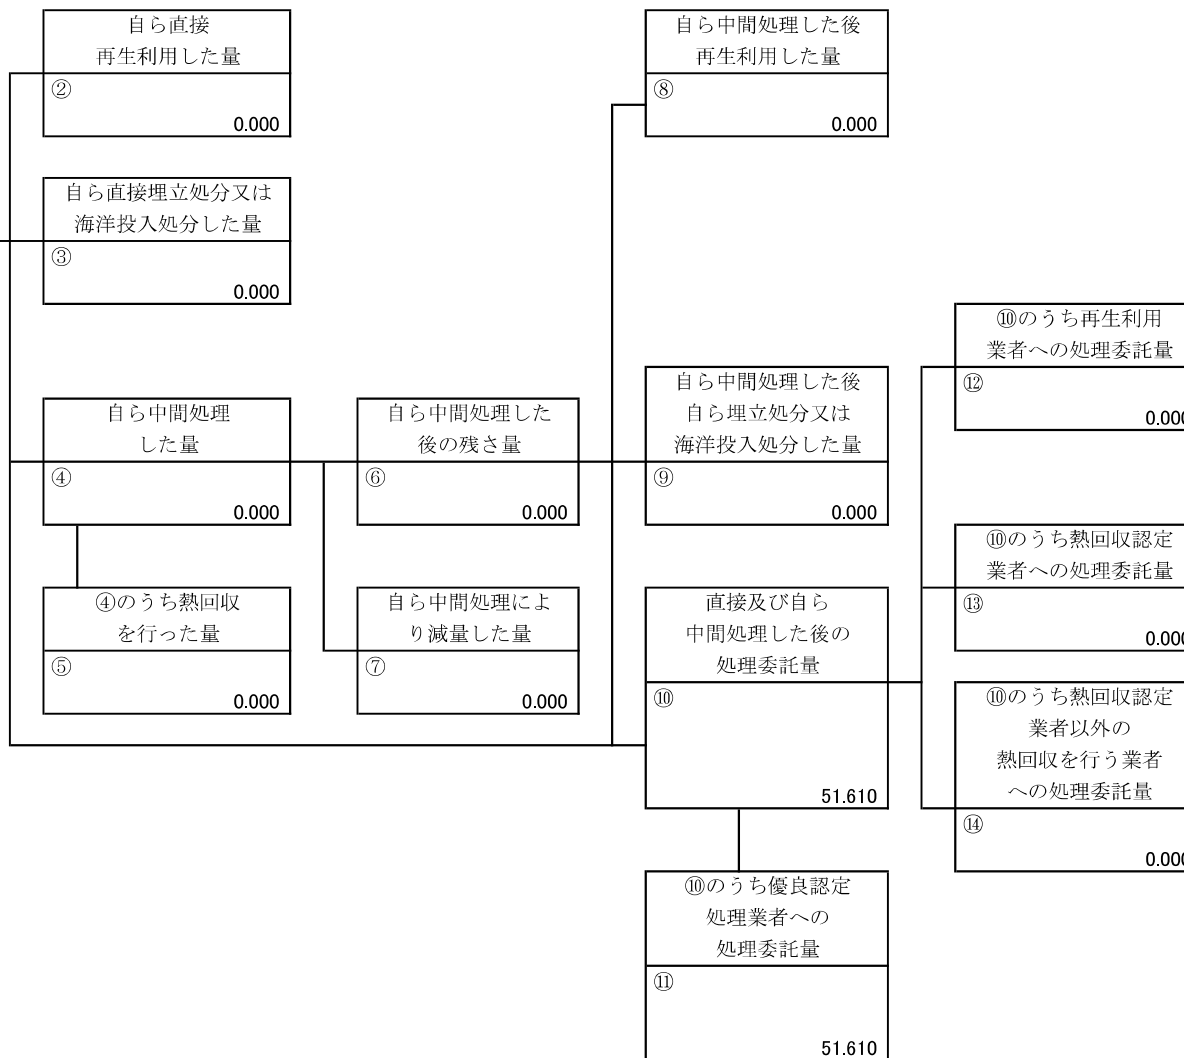 自ら直接
再生利用した量
②
0.000
自ら中間処理した後
再生利用した量
⑧
0.000
自ら直接埋立処分又は
海洋投入処分した量
③
0.000
⑩のうち再生利用
業者への処理委託量
⑫
0.000
自ら中間処理
した量
④
0.000
自ら中間処理した
後の残さ量
⑥
0.000
自ら中間処理した後
自ら埋立処分又は
海洋投入処分した量
⑨
0.000
⑩のうち熱回収認定
業者への処理委託量
⑬
0.000
④のうち熱回収
を行った量
⑤
0.000
自ら中間処理によ
り減量した量
⑦
0.000
直接及び自ら
中間処理した後の
処理委託量
⑩
51.610
⑩のうち熱回収認定
業者以外の
熱回収を行う業者
への処理委託量
⑭
0.000
⑩のうち優良認定
処理業者への
処理委託量
⑪
51.610